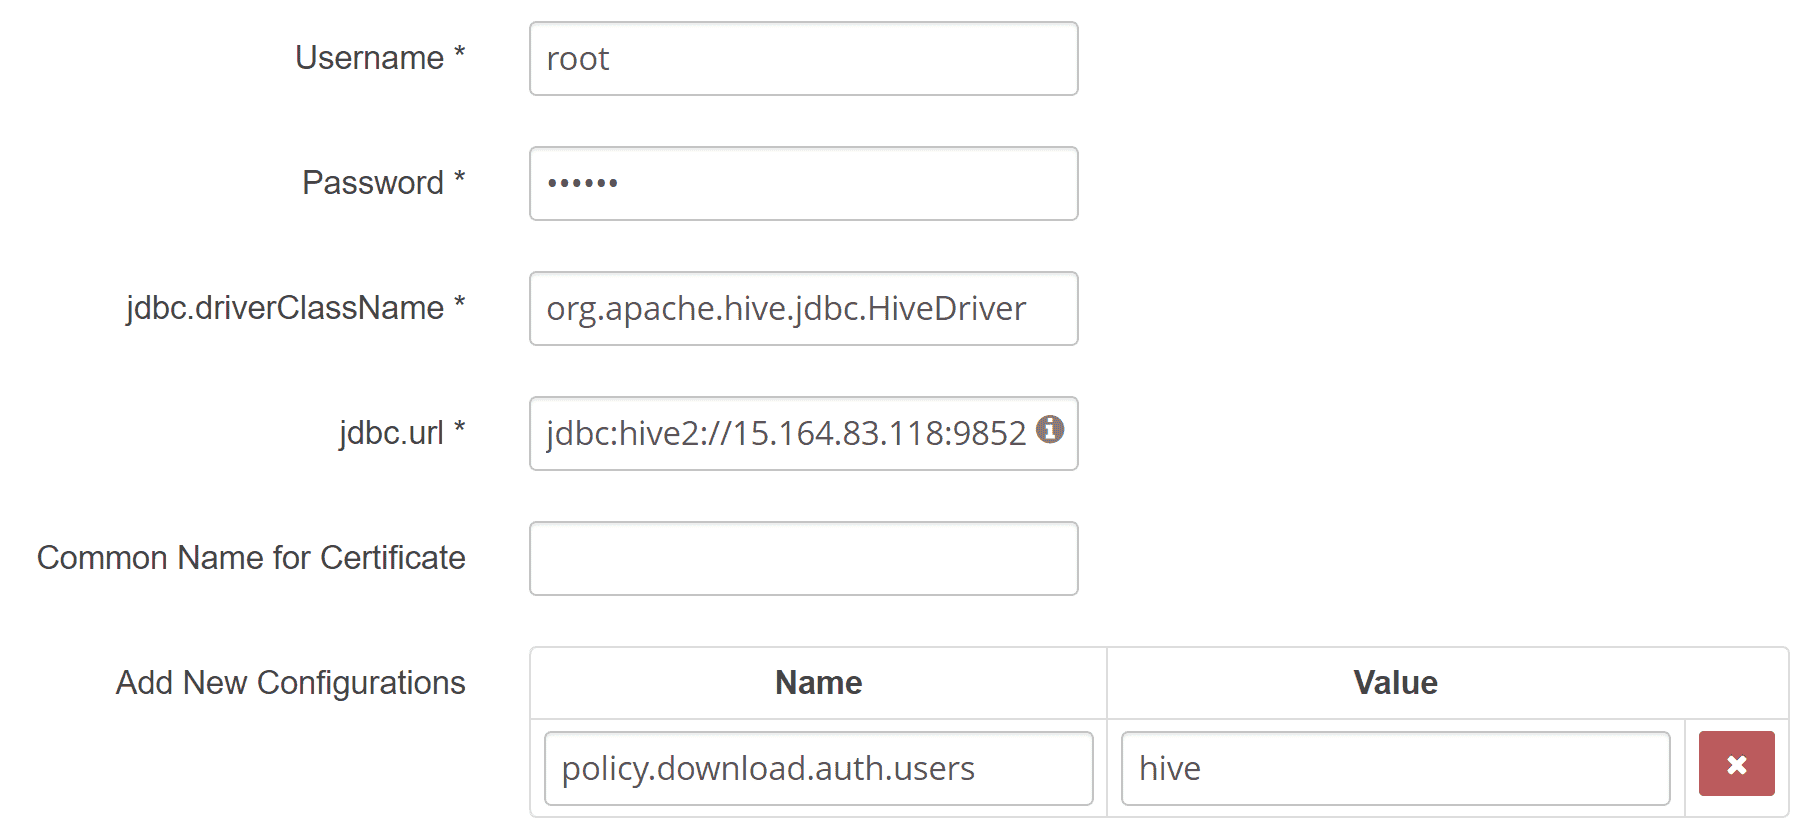 Username * root
Password * ••••••
jdbc.driverClassName * org.apache.hive.jdbc.HiveDriver
jdbc.url * jdbc:hive2://15.164.83.118:9852
Common Name for Certificate
Add New Configurations Name Value
policy.download.auth.users hive